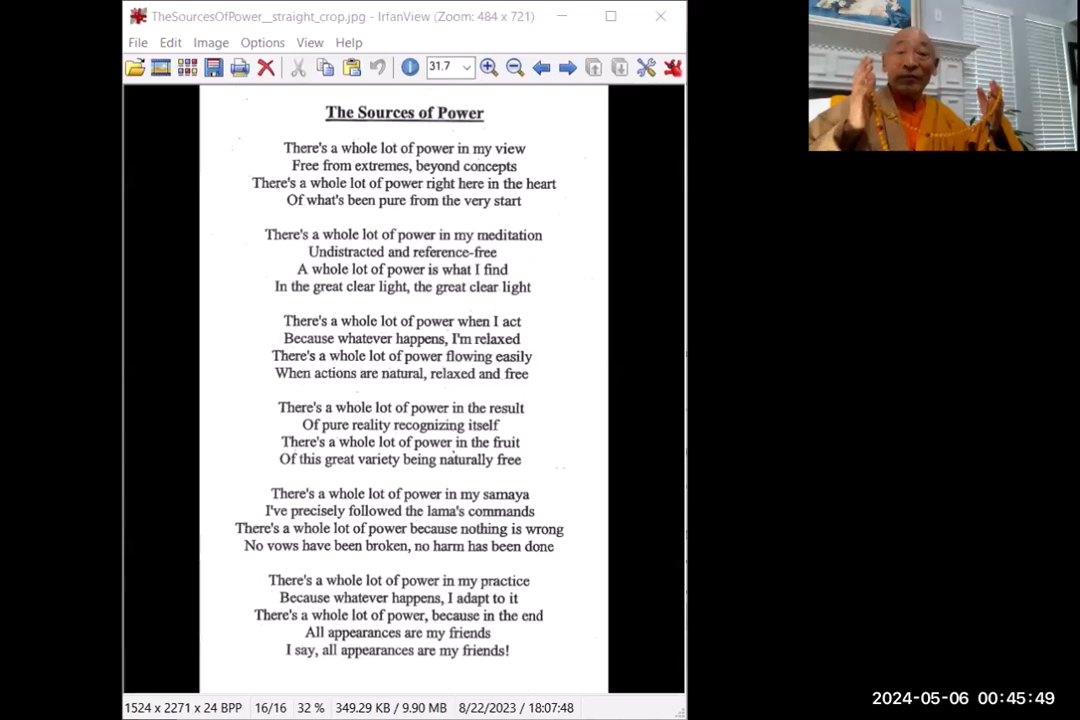 TheSourcesOfPower__straight_crop.jpg - IrfanView (Zoom: 484 x 721)
File Edit Image Options View Help
31.7
The Sources of Power
There's a whole lot of power in my view
Free from extremes, beyond concepts
There's a whole lot of power right here in the heart
Of what's been pure from the very start
There's a whole lot of power in my meditation
Undistracted and reference-free
A whole lot of power is what I find
In the great clear light, the great clear light
There's a whole lot of power when I act
Because whatever happens, I'm relaxed
There's a whole lot of power flowing easily
When actions are natural, relaxed and free
There's a whole lot of power in the result
Of pure reality recognizing itself
There's a whole lot of power in the fruit
Of this great variety being naturally free
There's a whole lot of power in my samaya
I've precisely followed the lama's commands
There's a whole lot of power because nothing is wrong
No vows have been broken, no harm has been done
There's a whole lot of power in my practice
Because whatever happens, I adapt to it
There's a whole lot of power, because in the end
All appearances are my friends
I say, all appearances are my friends!
1524 x 2271 x 24 BPP 16/16 32 % 349.29 KB / 9.90 MB 8/22/2023 / 18:07:48
2024-05-06 00:45:49